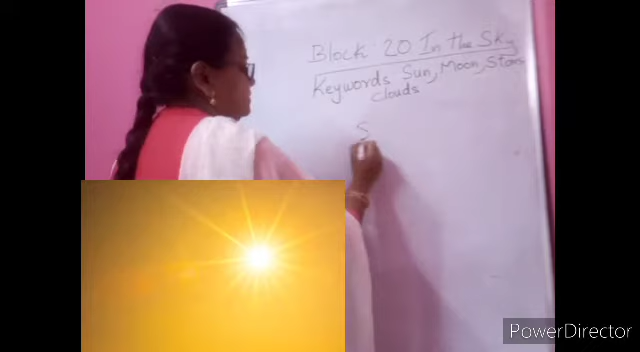 Block 20 In the Sky
Keywords Sun, Moon, Stars
clouds
S
PowerDirector